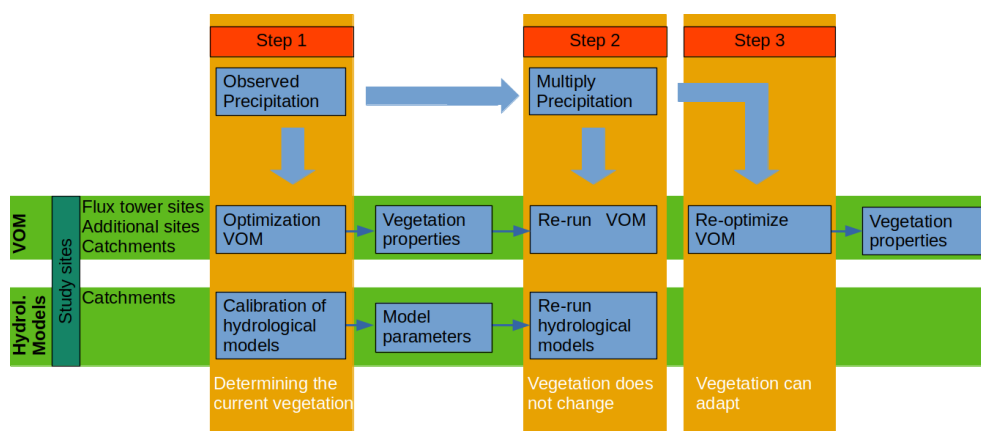 Step 1
Step 2
Step 3
Observed
Precipitation
Multiply
Precipitation
VOM
Study sites
Flux tower sites
Additional sites
Catchments
Optimization
VOM
Vegetation
properties
Re-run VOM
Re-optimize
VOM
Vegetation
properties
Hydrol.
Models
Catchments
Calibration of
hydrological
models
Model
parameters
Re-run
hydrological
models
Determining the
current vegetation
Vegetation does
not change
Vegetation can
adapt